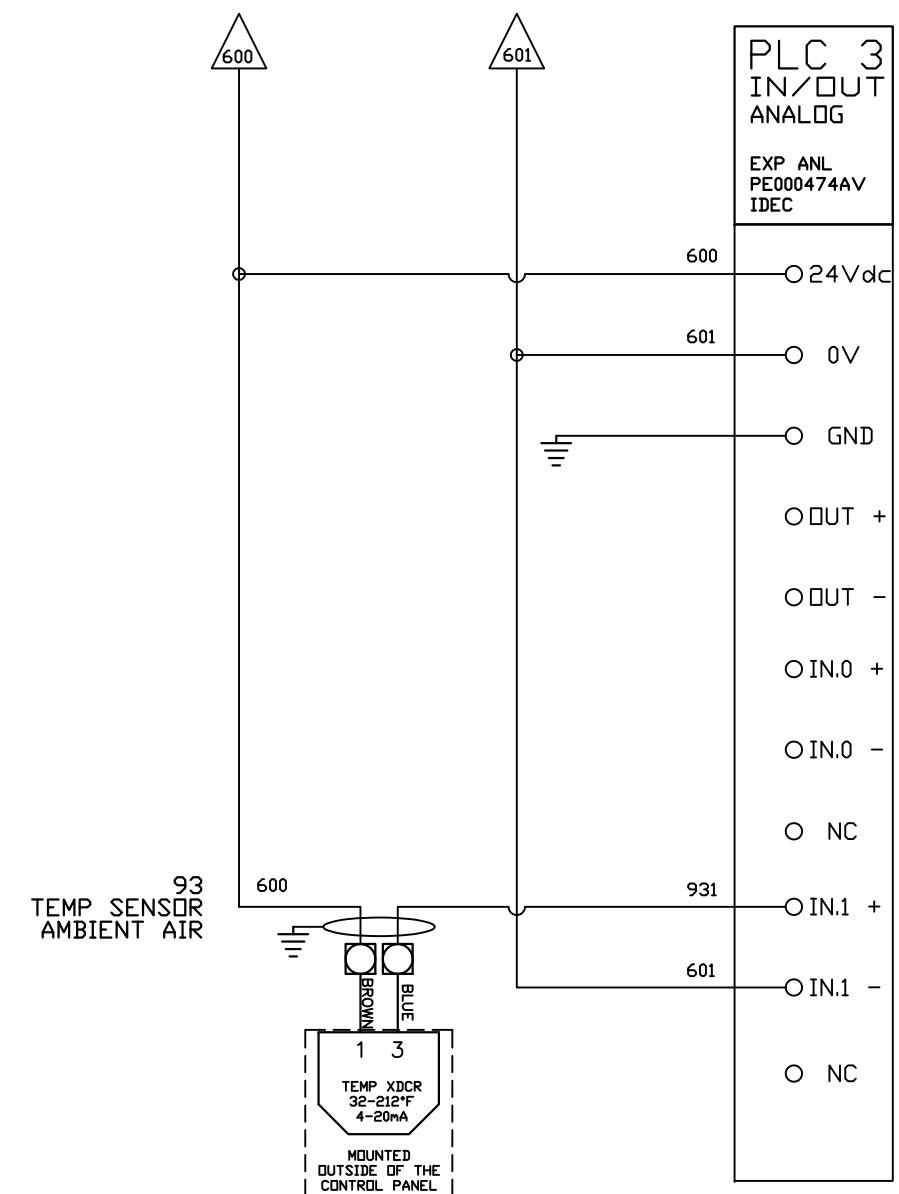 600
601
PLC 3
IN/OUT
ANALOG
EXP ANL
PE000474AV
IDEC
600
24Vdc
601
0V
GND
OUT +
OUT -
IN.0 +
IN.0 -
NC
93
TEMP SENSOR
AMBIENT AIR
600
931
IN.1 +
601
IN.1 -
BROWN
BLUE
1 3
TEMP XDCR
32-212°F
4-20mA
NC
MOUNTED
OUTSIDE OF THE
CONTROL PANEL